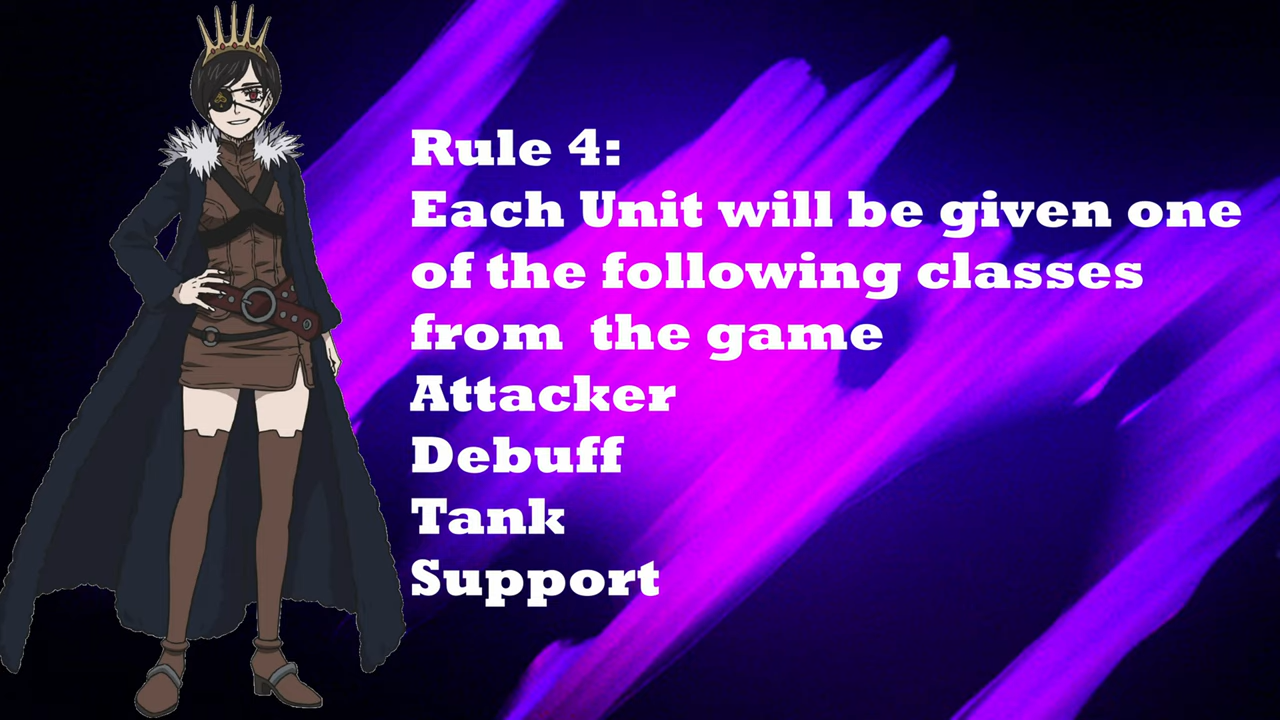 Rule 4:
Each Unit will be given one
of the following classes
from  the game
Attacker
Debuff
Tank
Support